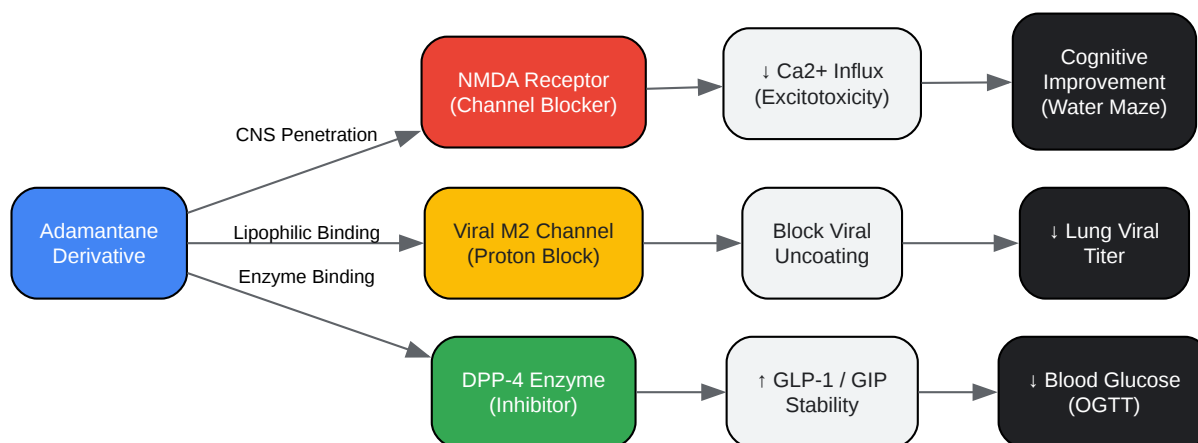 Adamantane
Derivative
CNS Penetration
NMDA Receptor
(Channel Blocker)
↓ Ca2+ Influx
(Excitotoxicity)
Cognitive
Improvement
(Water Maze)
Lipophilic Binding
Viral M2 Channel
(Proton Block)
Block Viral
Uncoating
↓ Lung Viral
Titer
Enzyme Binding
DPP-4 Enzyme
(Inhibitor)
↑ GLP-1 / GIP
Stability
↓ Blood Glucose
(OGTT)